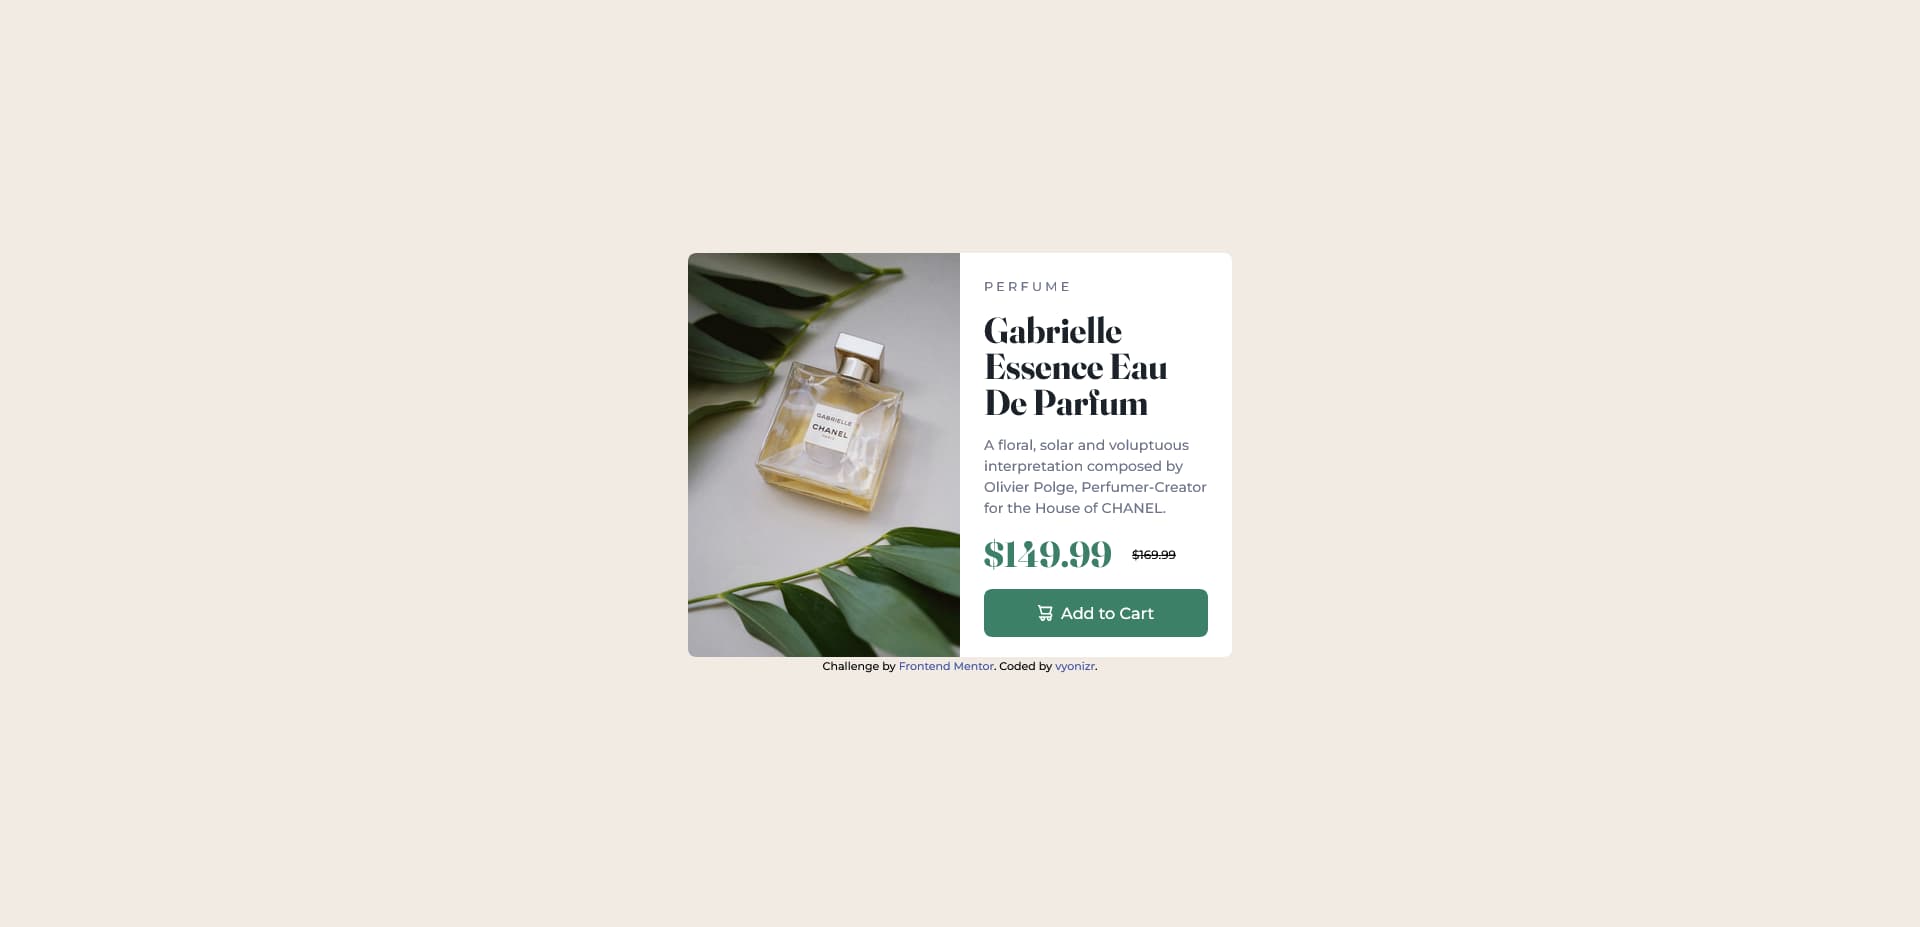 GABRIELLE
CHANEL
PARIS
PERFUME
Gabrielle
Essence Eau
De Parfum
A floral, solar and voluptuous
interpretation composed by
Olivier Polge, Perfumer-Creator
for the House of CHANEL.
$149.99 $169.99
Add to Cart
Challenge by Frontend Mentor. Coded by vyonizr.